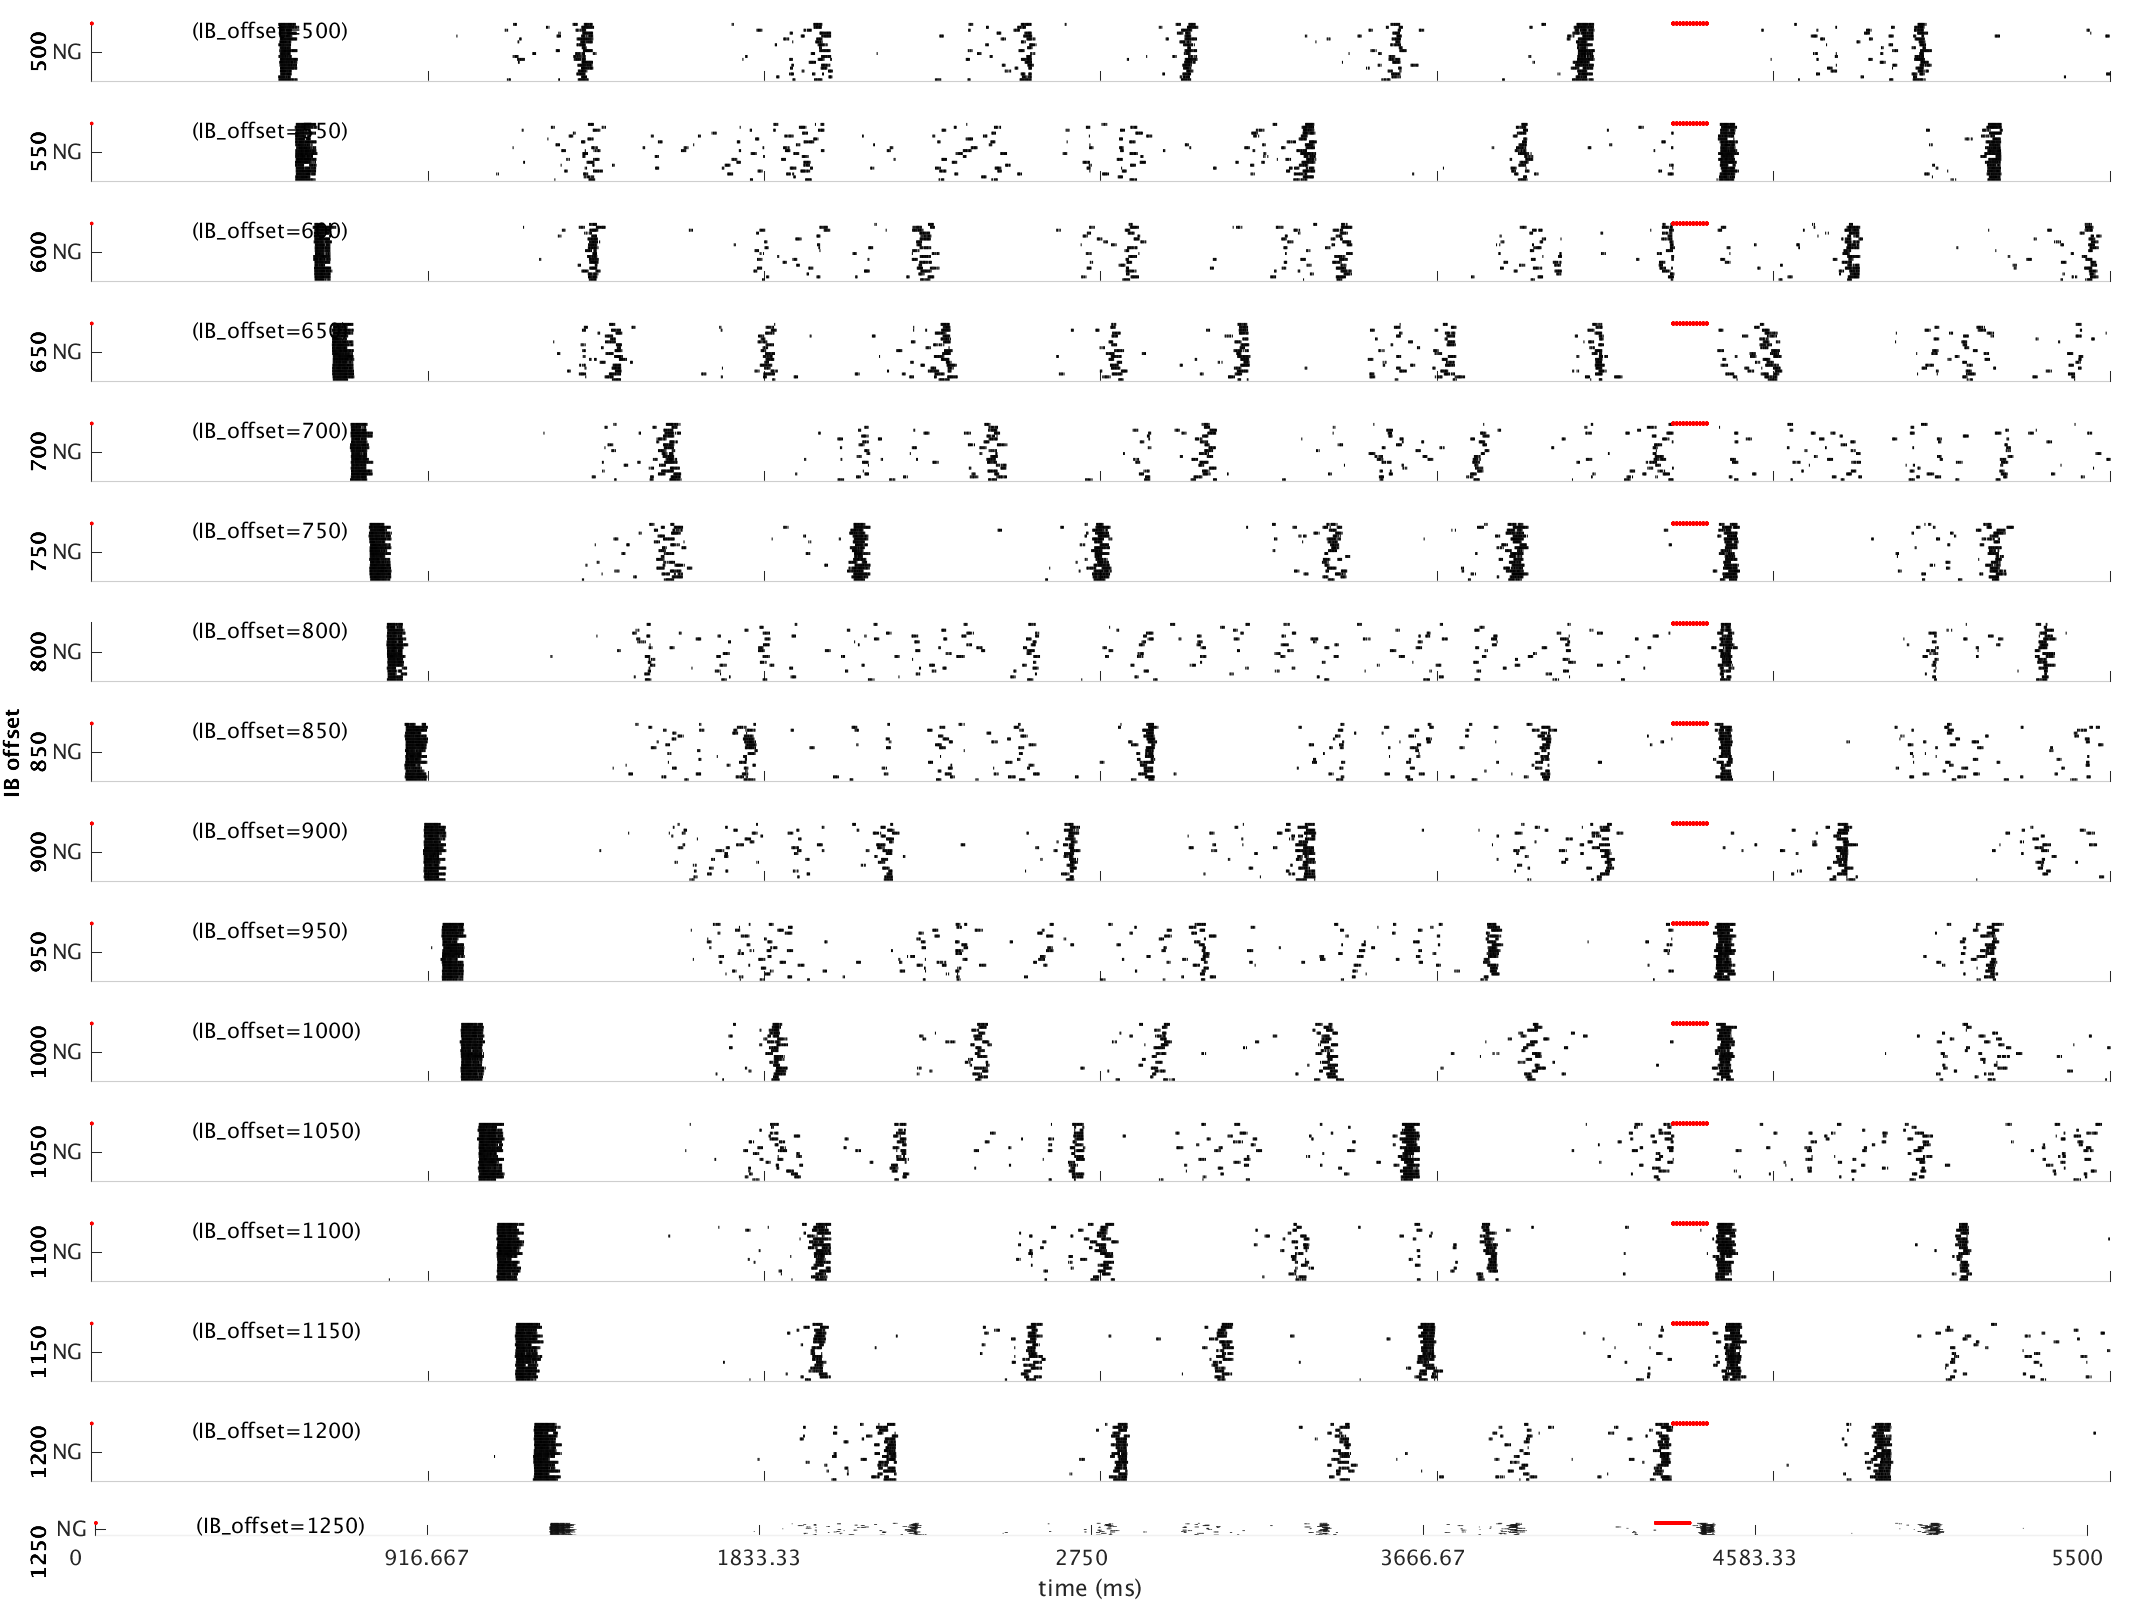 500 NG (IB_offset=500)
550 NG (IB_offset=550)
600 NG (IB_offset=600)
650 NG (IB_offset=650)
700 NG (IB_offset=700)
750 NG (IB_offset=750)
800 NG (IB_offset=800)
IB offset
850 NG (IB_offset=850)
900 NG (IB_offset=900)
950 NG (IB_offset=950)
1000 NG (IB_offset=1000)
1050 NG (IB_offset=1050)
1100 NG (IB_offset=1100)
1150 NG (IB_offset=1150)
1200 NG (IB_offset=1200)
1250 NG (IB_offset=1250)
0 916.667 1833.33 2750 3666.67 4583.33 5500
time (ms)